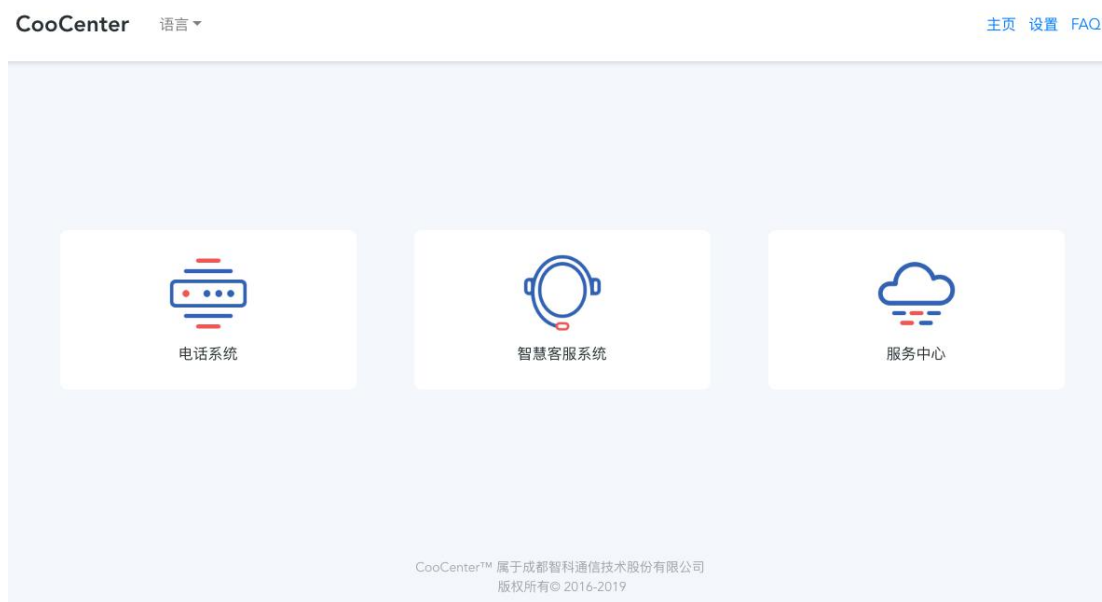 CooCenter 语言 主页 设置 FAQ
电话系统 智慧客服系统 服务中心
CooCenter™ 属于成都智科通信技术股份有限公司
版权所有© 2016-2019